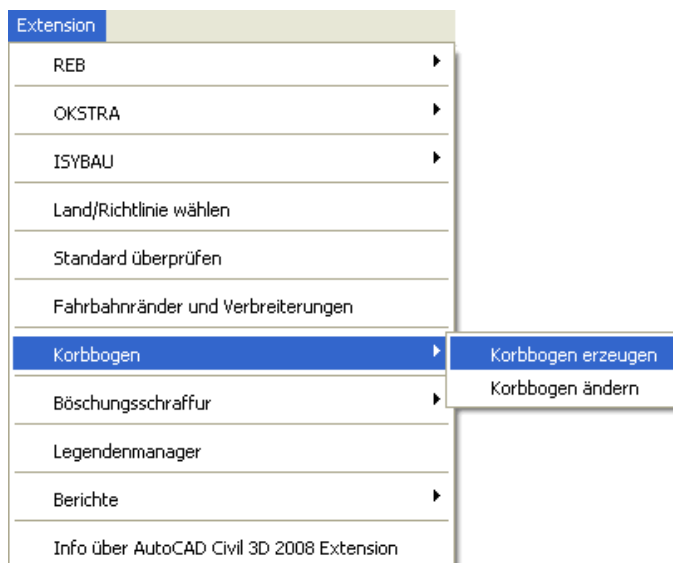 Extension
REB
OKSTRA
ISYBAU
Land/Richtlinie wählen
Standard überprüfen
Fahrbahnränder und Verbreiterungen
Korbbogen
Korbbogen erzeugen
Korbbogen ändern
Böschungsschraffur
Legendenmanager
Berichte
Info über AutoCAD Civil 3D 2008 Extension